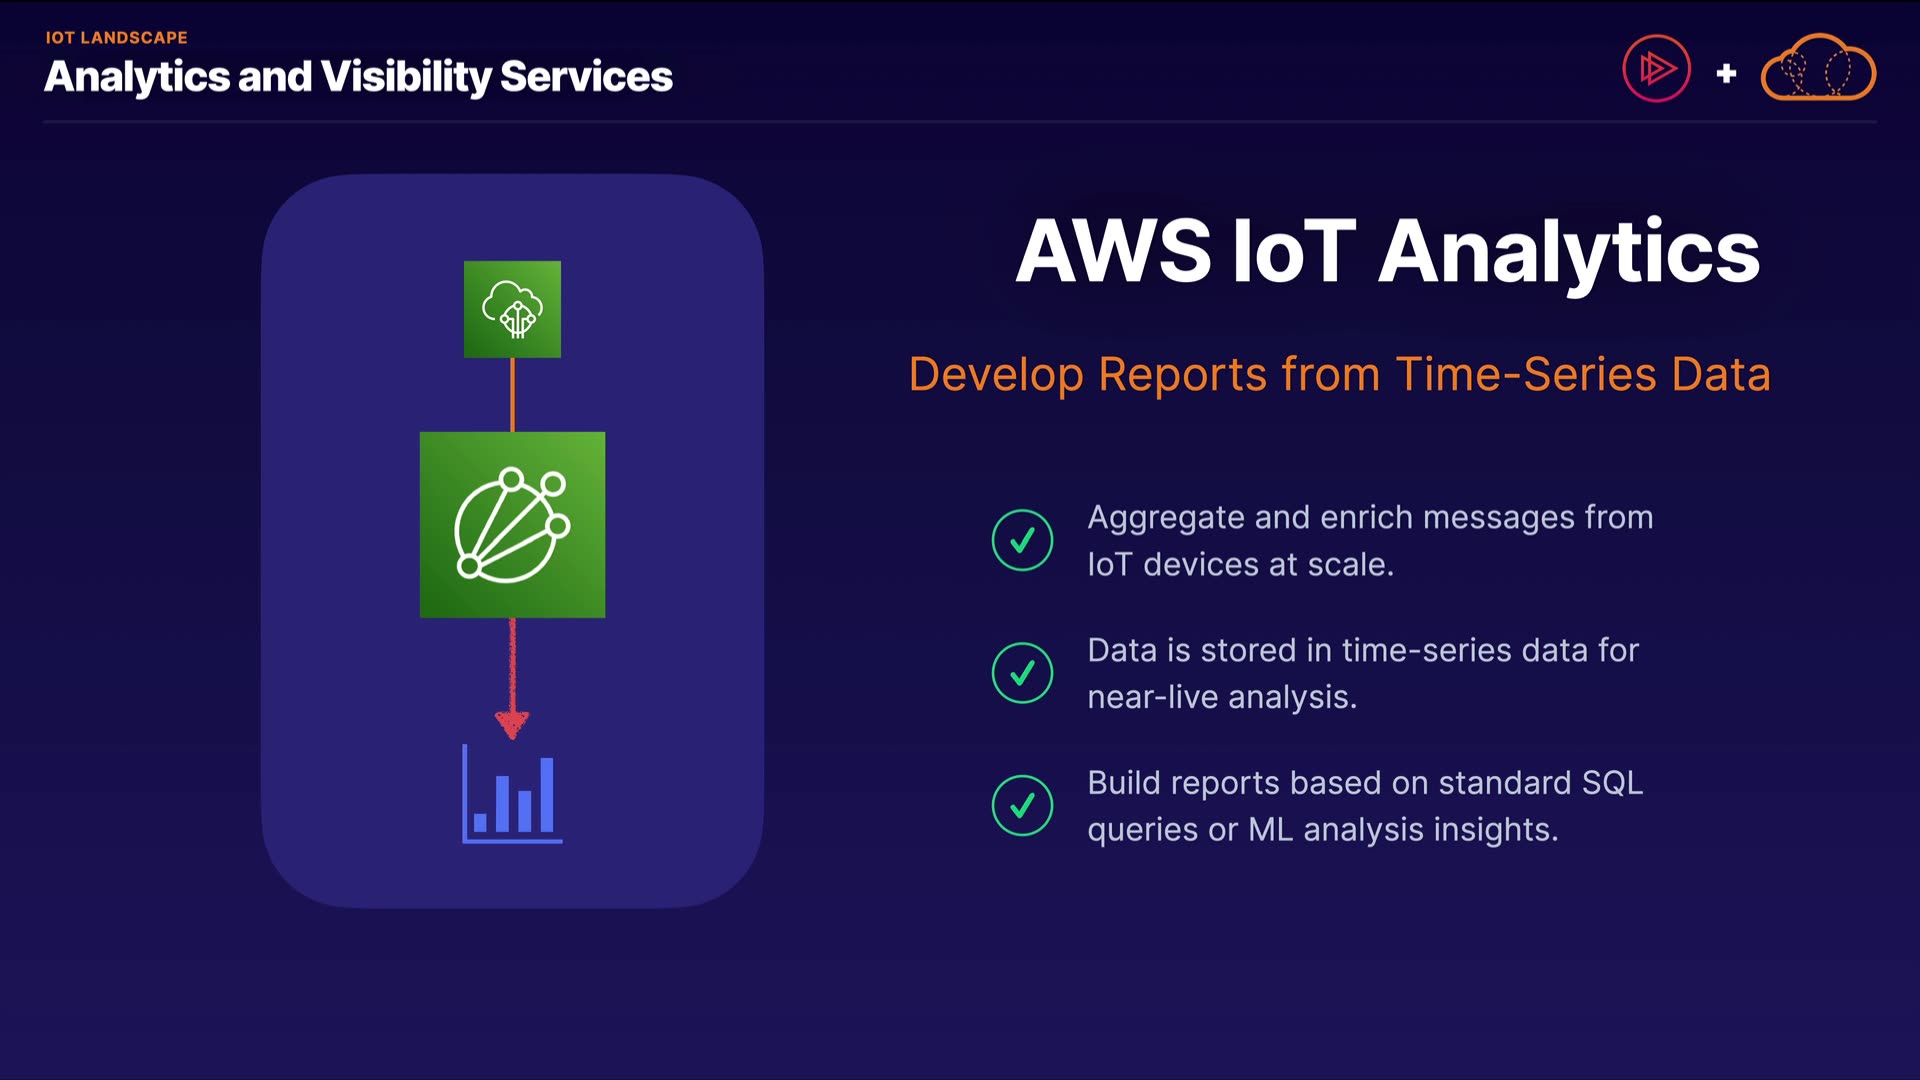 IOT LANDSCAPE
Analytics and Visibility Services
+
AWS IoT Analytics
Develop Reports from Time-Series Data
Aggregate and enrich messages from
IoT devices at scale.
Data is stored in time-series data for
near-live analysis.
Build reports based on standard SQL
queries or ML analysis insights.